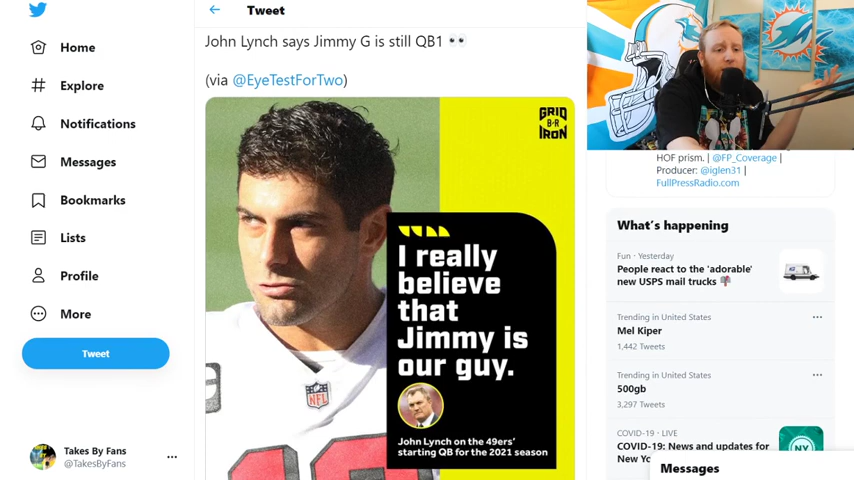 Tweet
John Lynch says Jimmy G is still QB1 👀
(via @EyeTestForTwo)
Home
Explore
Notifications
Messages
Bookmarks
Lists
Profile
More
Tweet
Takes By Fans
@TakesByFans
GRID
B/R
IRON
I really
believe
that
Jimmy is
our guy.
John Lynch on the 49ers'
starting QB for the 2021 season
NFL
HOF prism. | @FP_Coverage |
Producer: @iglen31 |
FullPressRadio.com
What's happening
Fun · Yesterday
People react to the 'adorable'
new USPS mail trucks
Trending in United States
Mel Kiper
1,442 Tweets
Trending in United States
500gb
3,297 Tweets
COVID-19 · LIVE
COVID-19: News and updates for
New Yo
NY
Messages